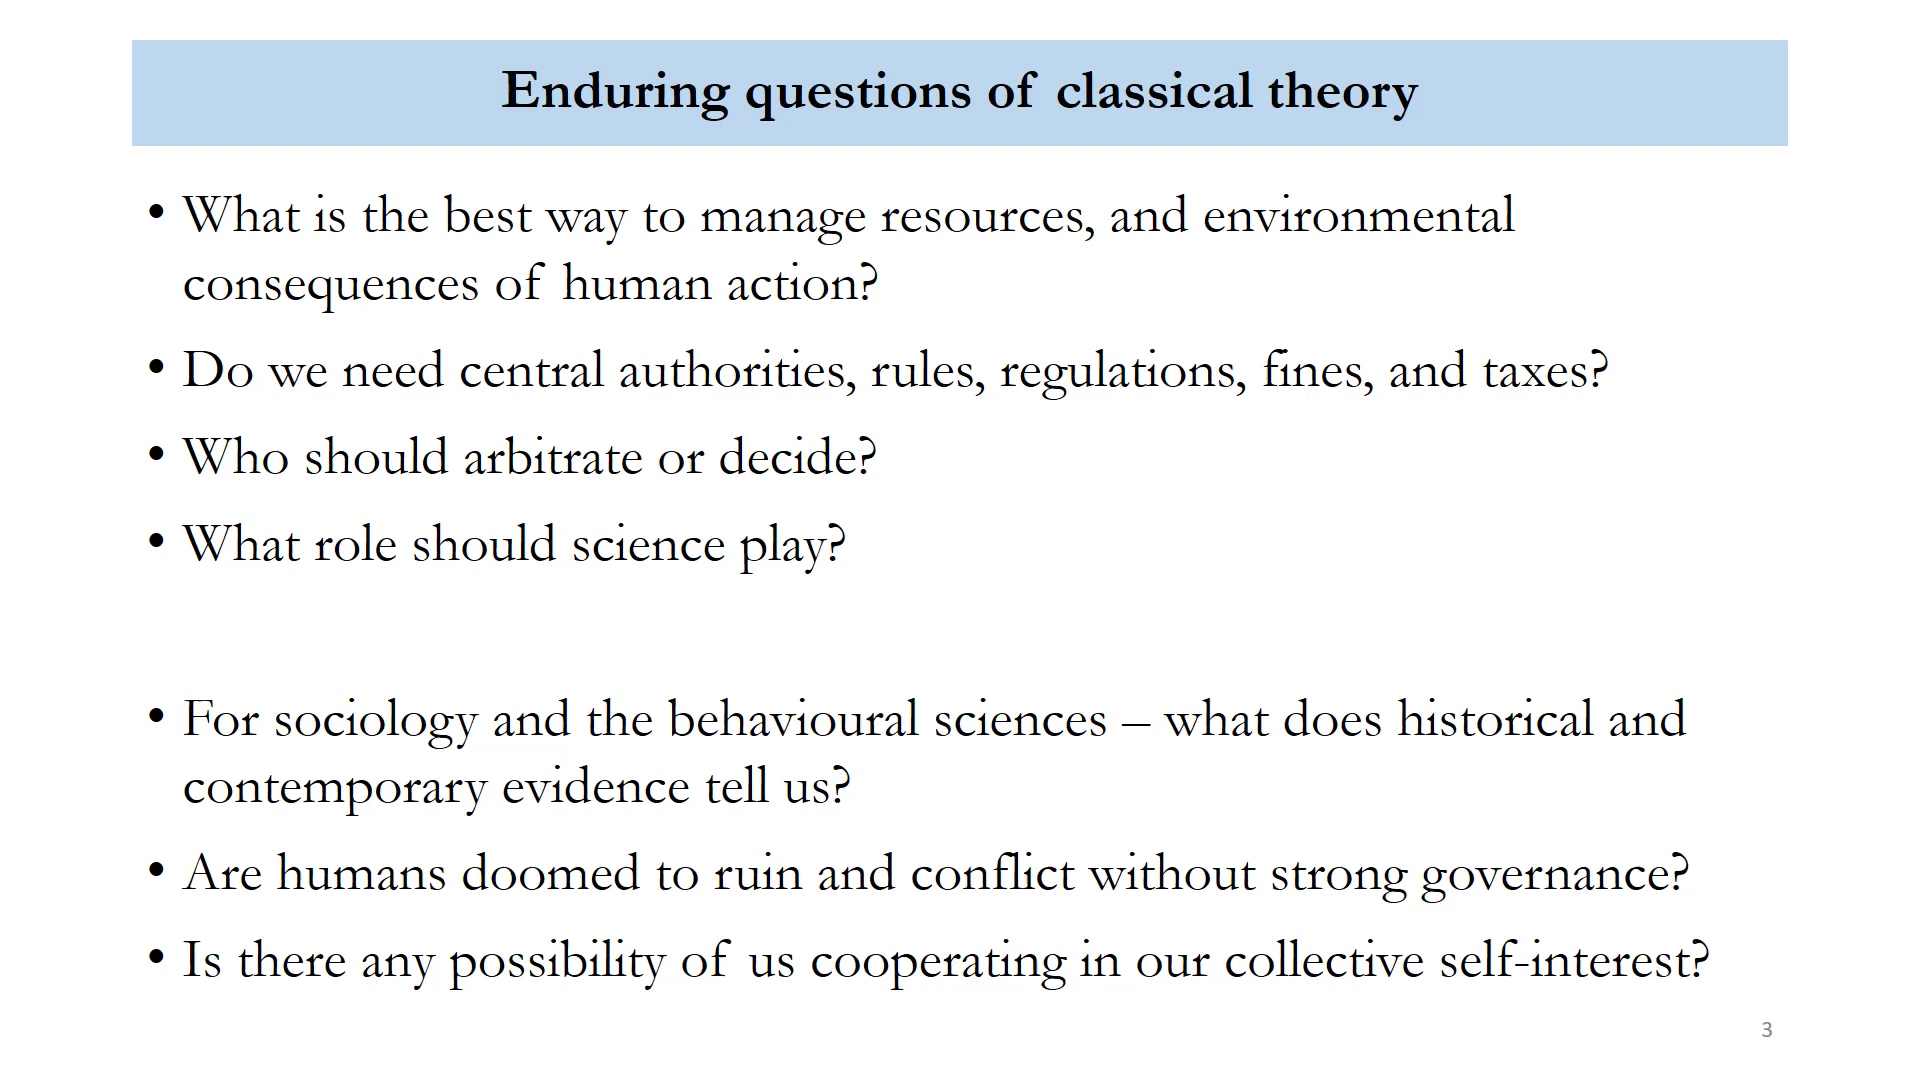 Enduring questions of classical theory
• What is the best way to manage resources, and environmental
consequences of human action?
• Do we need central authorities, rules, regulations, fines, and taxes?
• Who should arbitrate or decide?
• What role should science play?
• For sociology and the behavioural sciences – what does historical and
contemporary evidence tell us?
• Are humans doomed to ruin and conflict without strong governance?
• Is there any possibility of us cooperating in our collective self-interest?
3